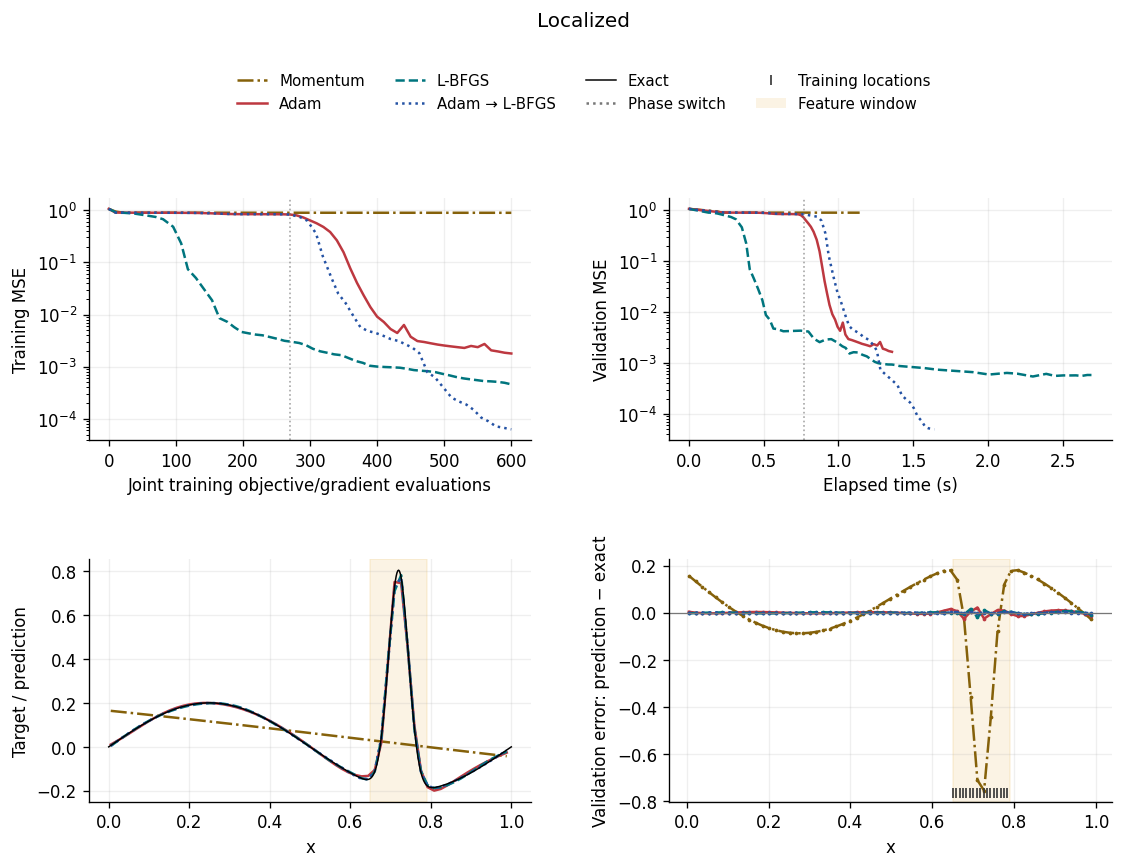 Localized
Momentum L-BFGS Exact Training locations
Adam Adam → L-BFGS Phase switch Feature window
Training MSE
10⁰
10⁻¹
10⁻²
10⁻³
10⁻⁴
0 100 200 300 400 500 600
Joint training objective/gradient evaluations
Validation MSE
10⁰
10⁻¹
10⁻²
10⁻³
10⁻⁴
0.0 0.5 1.0 1.5 2.0 2.5
Elapsed time (s)
Target / prediction
0.8
0.6
0.4
0.2
0.0
−0.2
0.0 0.2 0.4 0.6 0.8 1.0
x
Validation error: prediction − exact
0.2
0.0
−0.2
−0.4
−0.6
−0.8
0.0 0.2 0.4 0.6 0.8 1.0
x